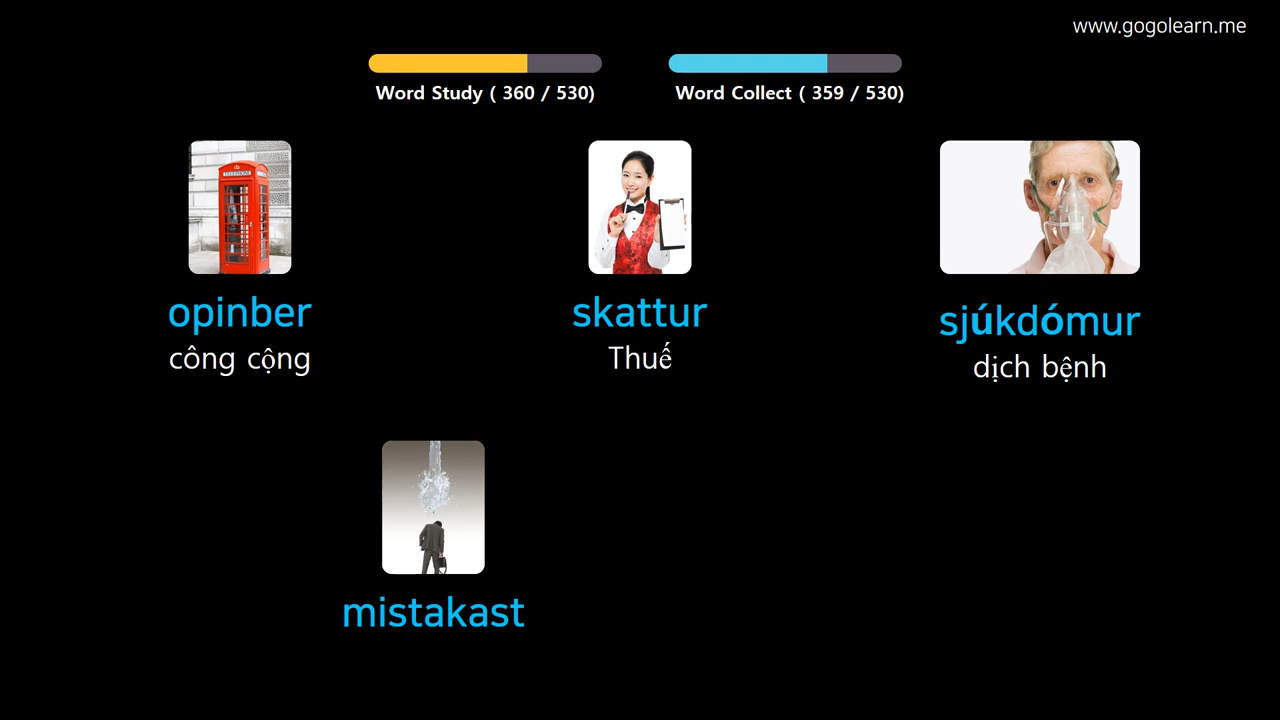 www.gogolearn.me
Word Study ( 360 / 530)
Word Collect ( 359 / 530)
TELEPHONE
opinber
công cộng
skattur
Thuế
sjúkdómur
dịch bệnh
mistakast